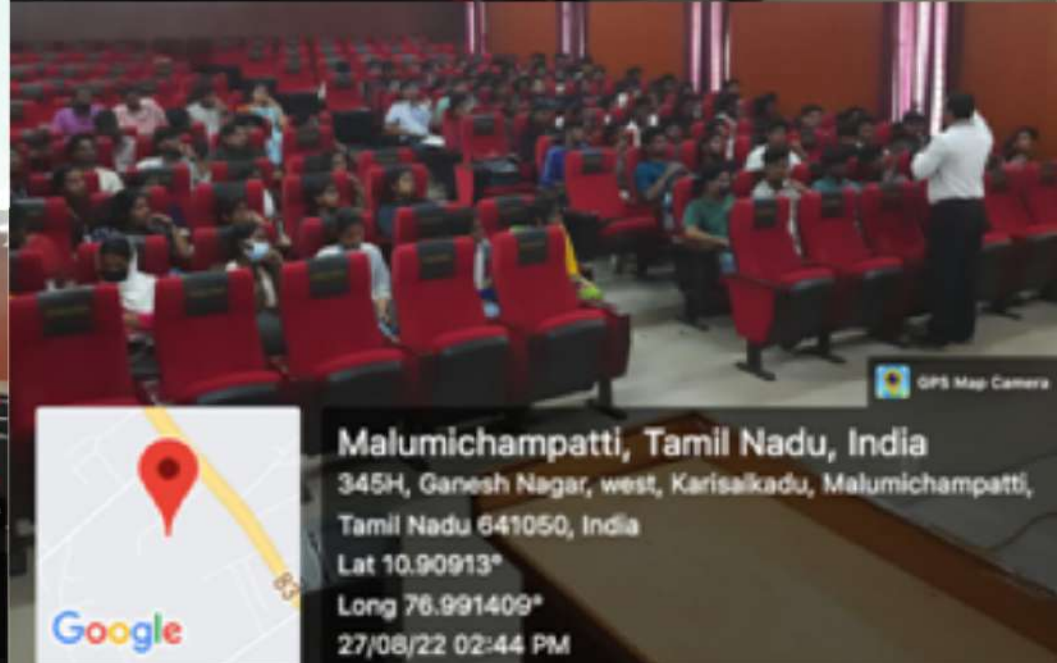 GPS Map Camera
Malumichampatti, Tamil Nadu, India
345H, Ganesh Nagar, west, Karisalkadu, Malumichampatti,
Tamil Nadu 641050, India
Lat 10.90913°
Long 76.991409°
27/08/22 02:44 PM
83
Google